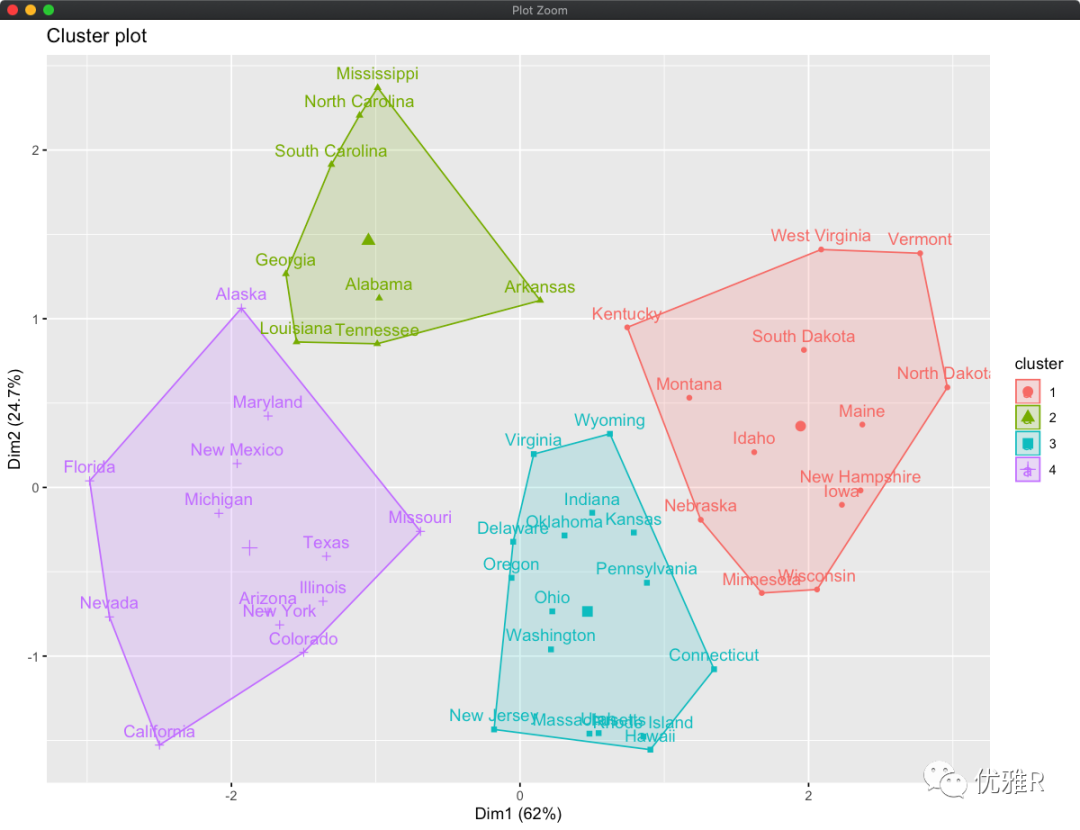 Plot Zoom
Cluster plot
Mississippi
North Carolina
South Carolina
West Virginia
Vermont
Georgia
Alabama
Arkansas
Alaska
Kentucky
Louisiana
Tennessee
South Dakota
North Dakota
Montana
Maryland
Maine
Wyoming
Idaho
Virginia
New Mexico
Florida
New Hampshire
Iowa
Michigan
Indiana
Nebraska
Missouri
Oklahoma
Kansas
Delaware
Texas
Oregon
Pennsylvania
Minnesota
Wisconsin
Illinois
Arizona
Ohio
Nevada
New York
Colorado
Washington
Connecticut
California
New Jersey
Massachusetts
Utah
Rhode Island
Hawaii
2
1
0
-1
-2
0
2
Dim1 (62%)
Dim2 (24.7%)
cluster
1
2
3
4
a
a
a
a
优雅R